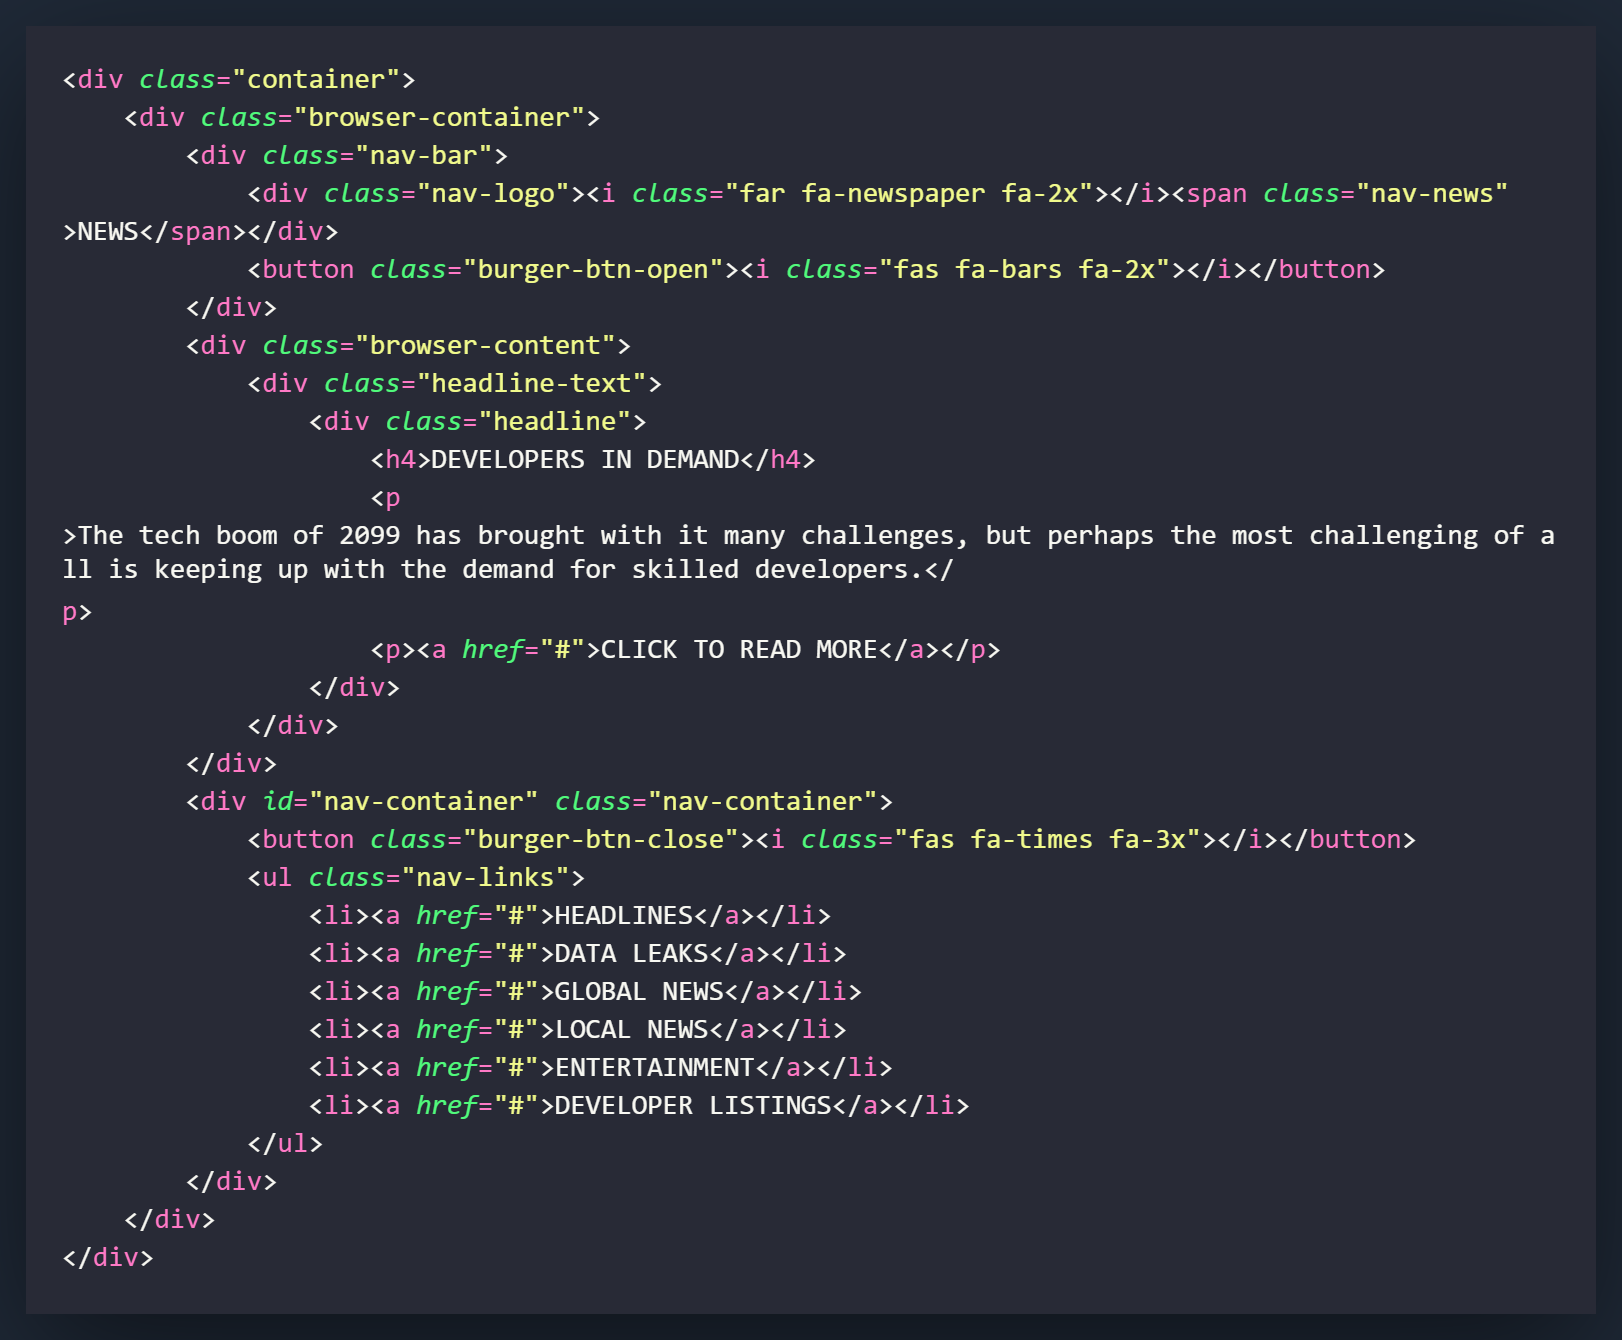 <div class="container">
    <div class="browser-container">
        <div class="nav-bar">
            <div class="nav-logo"><i class="far fa-newspaper fa-2x"></i><span class="nav-news"
>NEWS</span></div>
            <button class="burger-btn-open"><i class="fas fa-bars fa-2x"></i></button>
        </div>
        <div class="browser-content">
            <div class="headline-text">
                <div class="headline">
                    <h4>DEVELOPERS IN DEMAND</h4>
                    <p
>The tech boom of 2099 has brought with it many challenges, but perhaps the most challenging of a
ll is keeping up with the demand for skilled developers.</
p>
                    <p><a href="#">CLICK TO READ MORE</a></p>
                </div>
            </div>
        </div>
        <div id="nav-container" class="nav-container">
            <button class="burger-btn-close"><i class="fas fa-times fa-3x"></i></button>
            <ul class="nav-links">
                <li><a href="#">HEADLINES</a></li>
                <li><a href="#">DATA LEAKS</a></li>
                <li><a href="#">GLOBAL NEWS</a></li>
                <li><a href="#">LOCAL NEWS</a></li>
                <li><a href="#">ENTERTAINMENT</a></li>
                <li><a href="#">DEVELOPER LISTINGS</a></li>
            </ul>
        </div>
    </div>
</div>